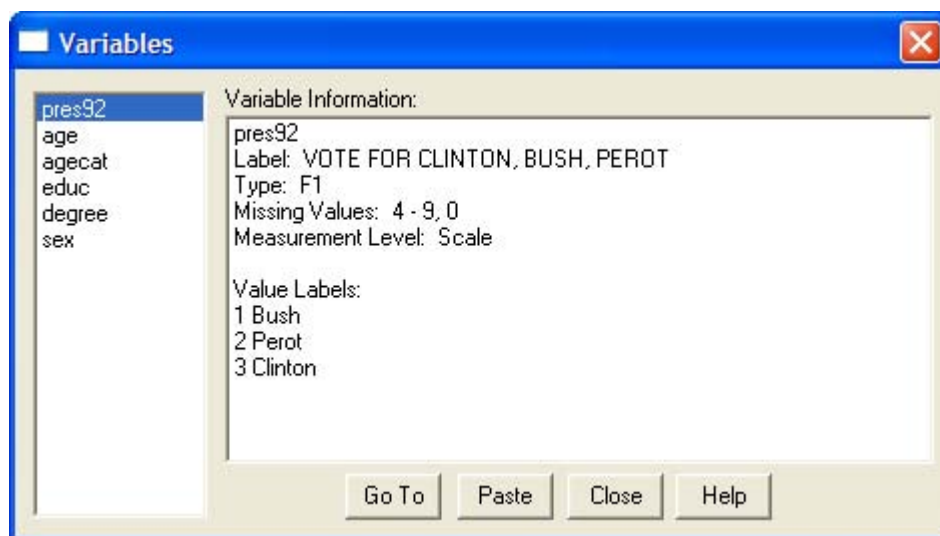 Variables
pres92
age
agecat
educ
degree
sex
Variable Information:
pres92
Label: VOTE FOR CLINTON, BUSH, PEROT
Type: F1
Missing Values: 4 - 9, 0
Measurement Level: Scale
Value Labels:
1 Bush
2 Perot
3 Clinton
Go To Paste Close Help